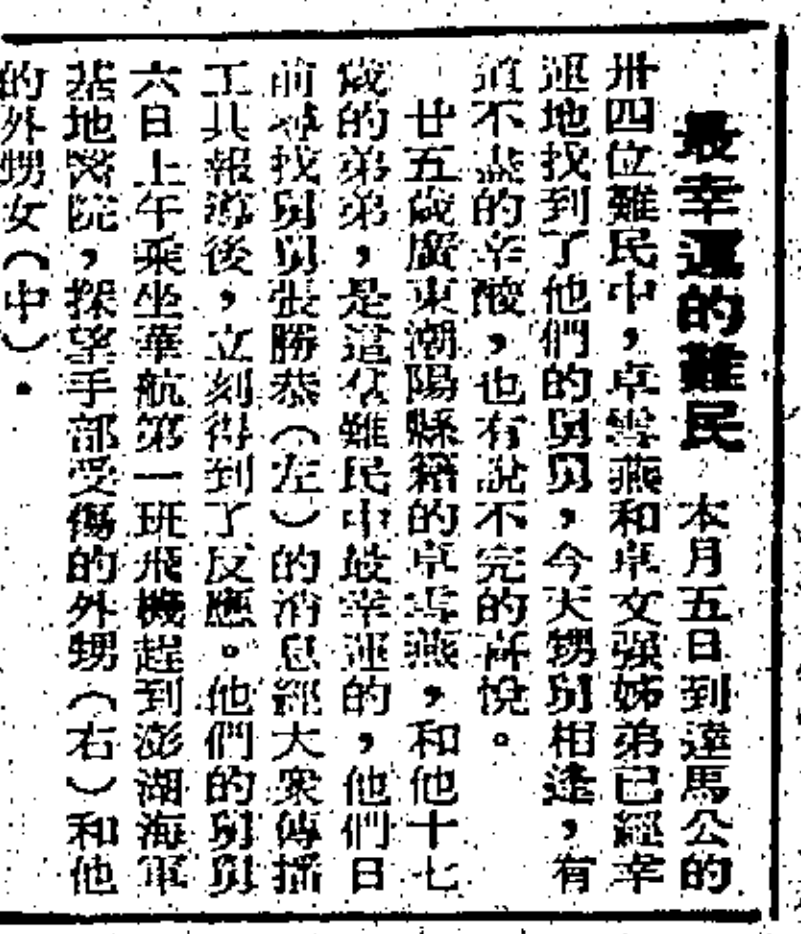 最幸運的難民　本月五日到達馬公的
卅四位難民中，卓雪燕和卓文強姊弟已經幸
運地找到了他們的舅舅，今天甥舅相逢，有
道不盡的辛酸，也有說不完的喜悅。
廿五歲廣東潮陽縣籍的卓雪燕，和他十七
歲的弟弟，是這次難民中最幸運的，他們日
前尋找舅舅張勝恭（左）的消息經大眾傳播
工具報導後，立刻得到了反應。他們的舅舅
六日上午乘坐華航第一班飛機趕到澎湖海軍
基地醫院，探望手部受傷的外甥（右）和他
的外甥女（中）．